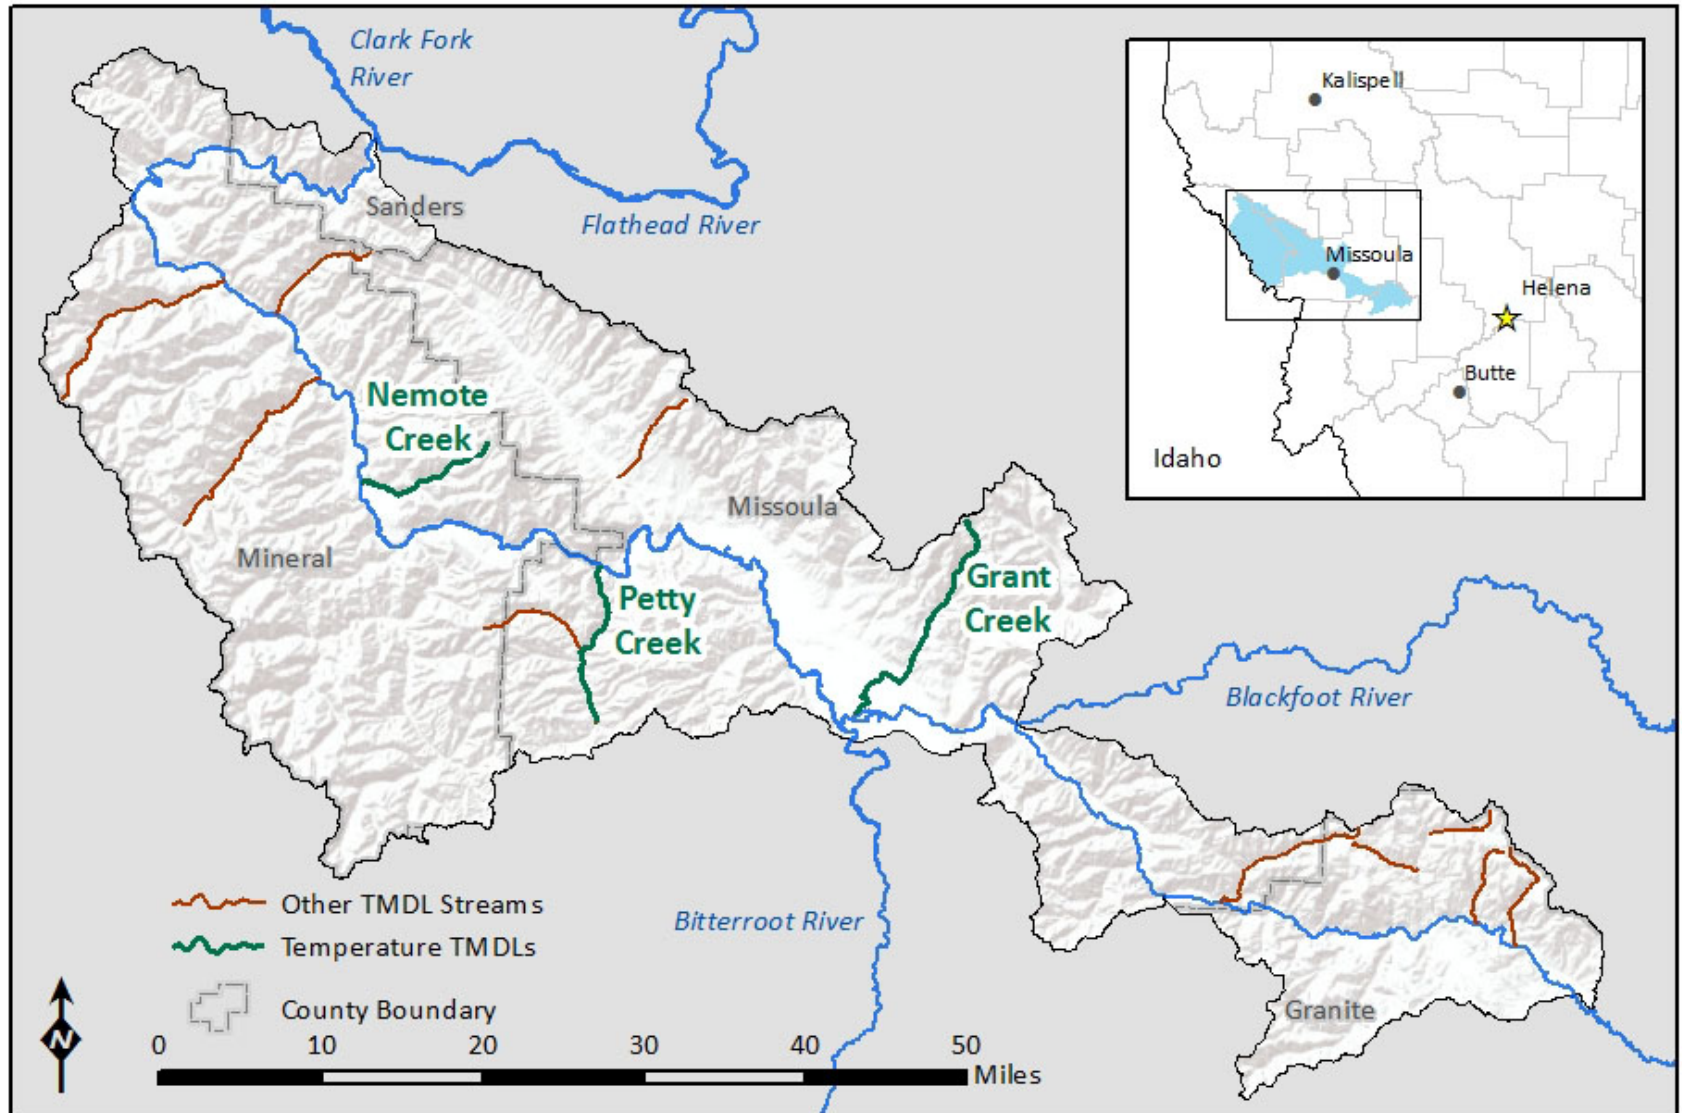 Clark Fork
River
Kalispell
Sanders
Flathead River
Missoula
Helena
Nemote
Creek
Butte
Idaho
Missoula
Mineral
Grant
Creek
Petty
Creek
Blackfoot River
Other TMDL Streams
Bitterroot River
Temperature TMDLs
County Boundary
Granite
N
0 10 20 30 40 50
Miles